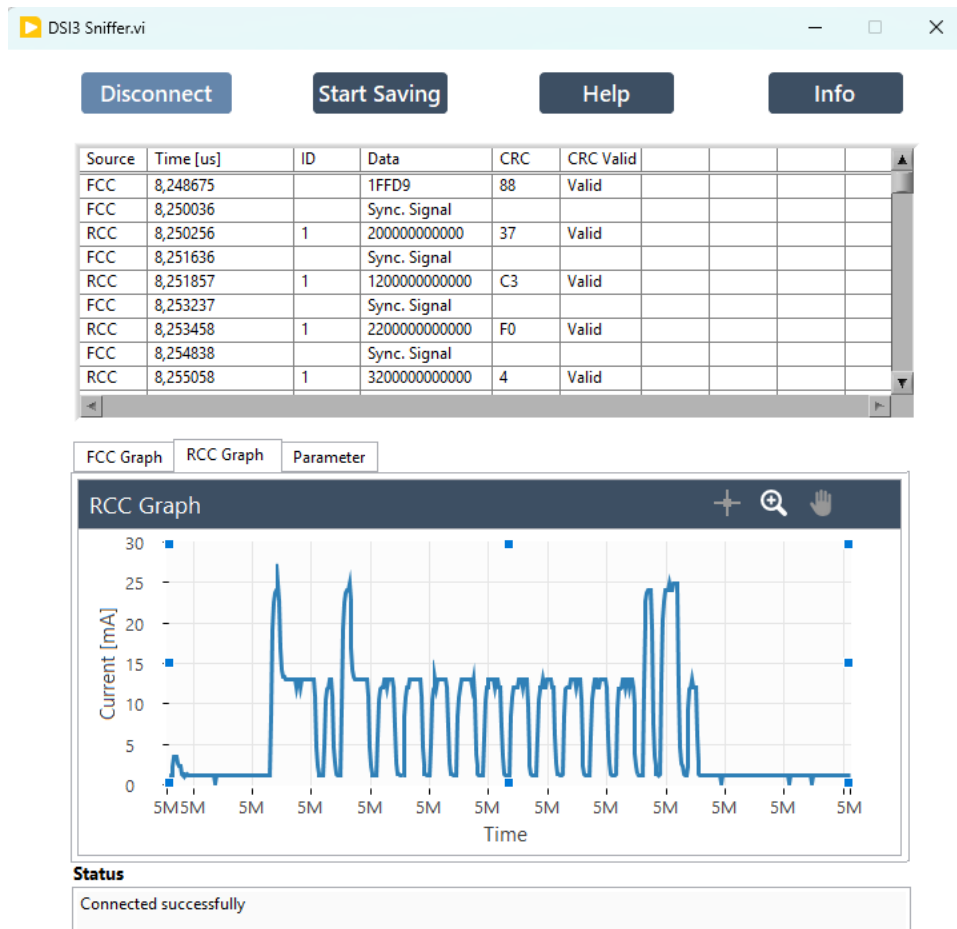 DSI3 Sniffer.vi
Disconnect Start Saving Help Info
Source Time [us] ID Data CRC CRC Valid
FCC 8,248675 1FFD9 88 Valid
FCC 8,250036 Sync. Signal
RCC 8,250256 1 200000000000 37 Valid
FCC 8,251636 Sync. Signal
RCC 8,251857 1 1200000000000 C3 Valid
FCC 8,253237 Sync. Signal
RCC 8,253458 1 2200000000000 F0 Valid
FCC 8,254838 Sync. Signal
RCC 8,255058 1 3200000000000 4 Valid
FCC Graph RCC Graph Parameter
RCC Graph
30
25
20
15
10
5
0
Current [mA]
5M 5M 5M 5M 5M 5M 5M 5M 5M 5M 5M 5M 5M
Time
Status
Connected successfully